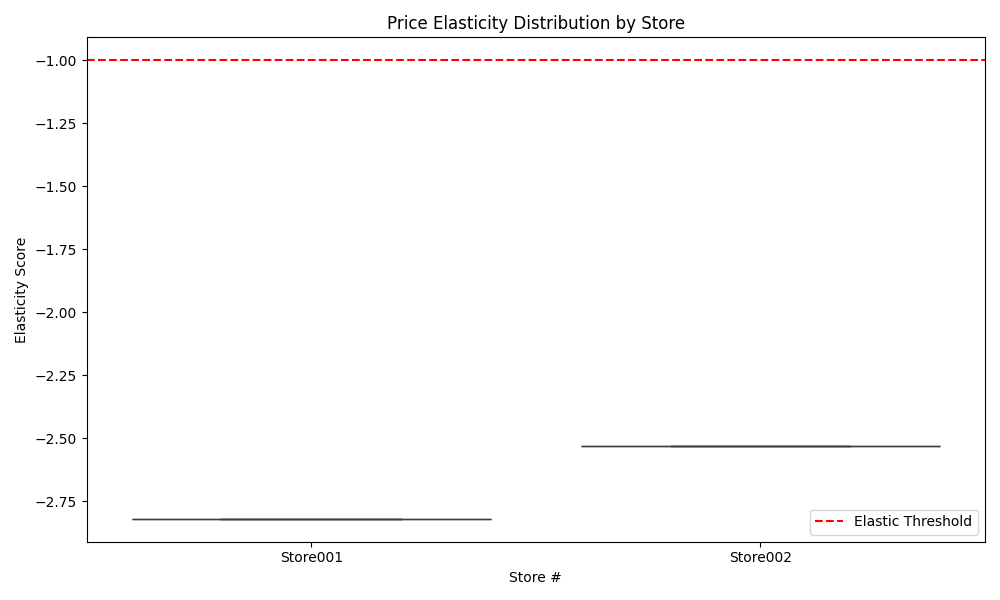 Price Elasticity Distribution by Store
Elasticity Score
−1.00
−1.25
−1.50
−1.75
−2.00
−2.25
−2.50
−2.75
Elastic Threshold
Store001
Store002
Store #